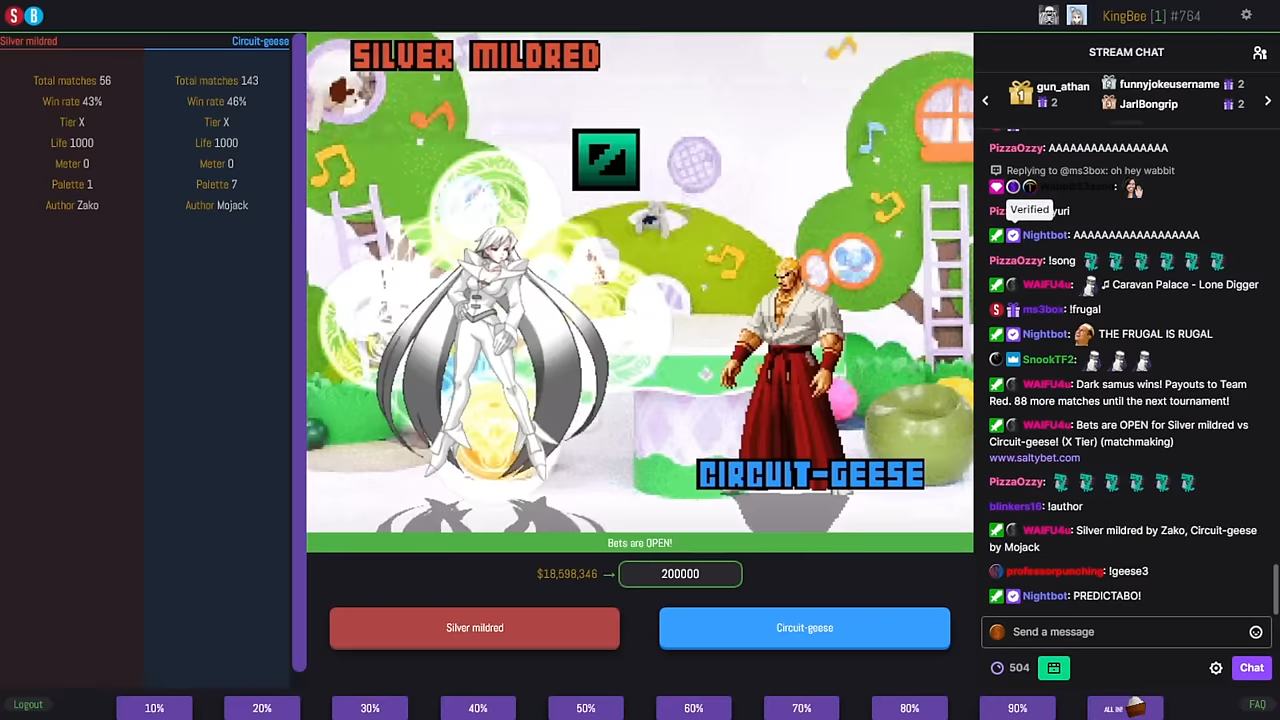 S B
KingBee [1] #764
Silver mildred
Circuit-geese
Total matches 56
Win rate 43%
Tier X
Life 1000
Meter 0
Palette 1
Author Zako
Total matches 143
Win rate 46%
Tier X
Life 1000
Meter 0
Palette 7
Author Mojack
SILVER MILDRED
CIRCUIT-GEESE
Bets are OPEN!
$18,598,346 → 200000
Silver mildred
Circuit-geese
STREAM CHAT
1 gun_athan
2
2 funnyjokeusername 2
3 JarlBongrip 2
PizzaOzzy: AAAAAAAAAAAAAAAAA
Replying to @ms3box: oh hey wabbit
Verified
yuri
Nightbot: AAAAAAAAAAAAAAAAAA
PizzaOzzy: !song
WAIFU4u: ♫ Caravan Palace - Lone Digger
ms3box: !frugal
Nightbot: THE FRUGAL IS RUGAL
SnookTF2:
WAIFU4u: Dark samus wins! Payouts to Team
Red. 88 more matches until the next tournament!
WAIFU4u: Bets are OPEN for Silver mildred vs
Circuit-geese! (X Tier) (matchmaking)
www.saltybet.com
PizzaOzzy:
blinkers16: !author
WAIFU4u: Silver mildred by Zako, Circuit-geese
by Mojack
professorpunching: !geese3
Nightbot: PREDICTABO!
Send a message
504
Chat
Logout
10%
20%
30%
40%
50%
60%
70%
80%
90%
ALL IN!
FAQ